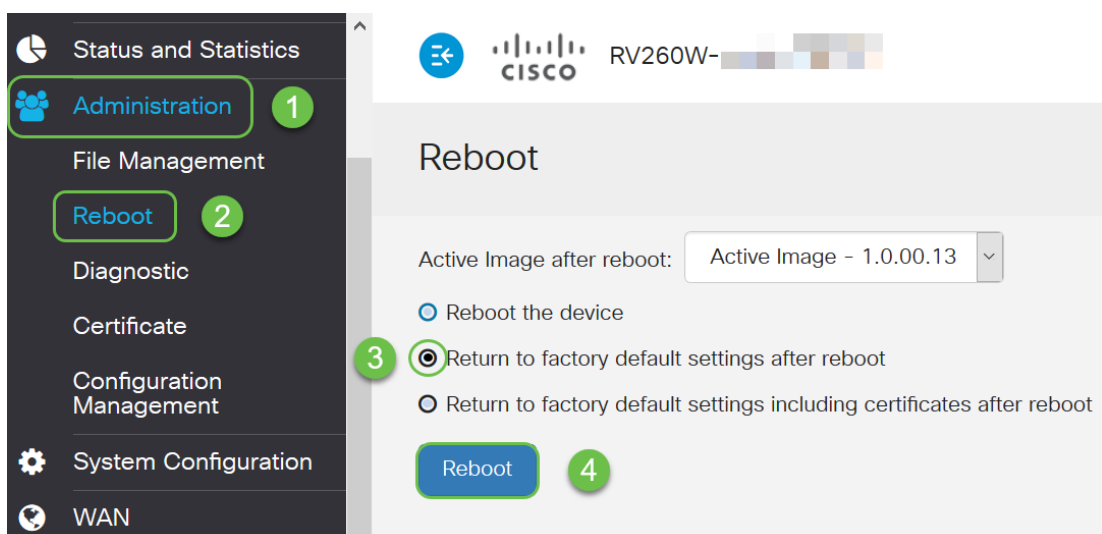 Status and Statistics
Administration
1
File Management
Reboot
2
Diagnostic
Certificate
Configuration
Management
System Configuration
WAN
CISCO
RV260W-
Reboot
Active Image after reboot:
Active Image - 1.0.00.13
Reboot the device
3
Return to factory default settings after reboot
Return to factory default settings including certificates after reboot
Reboot
4